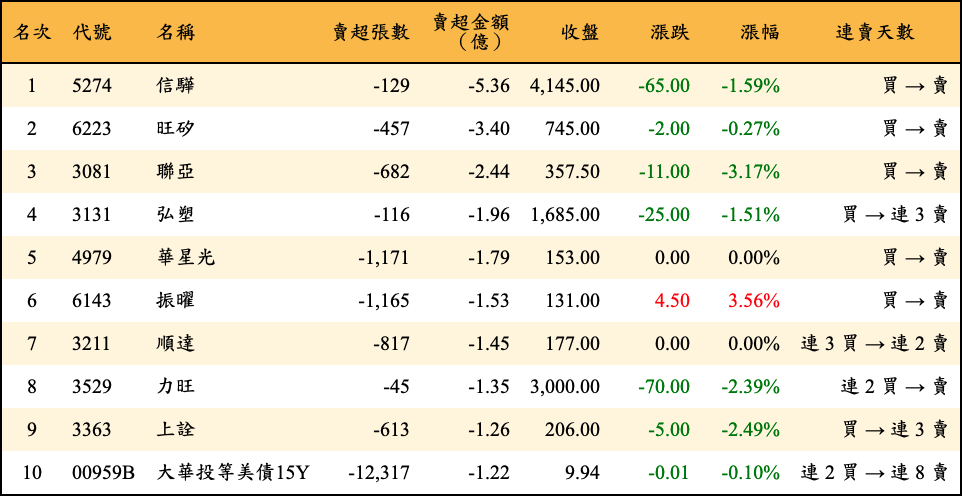 名次 代號 名稱 賣超張數 賣超金額（億） 收盤 漲跌 漲幅 連賣天數
1 5274 信驊 -129 -5.36 4,145.00 -65.00 -1.59% 買 → 賣
2 6223 旺矽 -457 -3.40 745.00 -2.00 -0.27% 買 → 賣
3 3081 聯亞 -682 -2.44 357.50 -11.00 -3.17% 買 → 賣
4 3131 弘塑 -116 -1.96 1,685.00 -25.00 -1.51% 買 → 連 3 賣
5 4979 華星光 -1,171 -1.79 153.00 0.00 0.00% 買 → 賣
6 6143 振曜 -1,165 -1.53 131.00 4.50 3.56% 買 → 賣
7 3211 順達 -817 -1.45 177.00 0.00 0.00% 連 3 買 → 連 2 賣
8 3529 力旺 -45 -1.35 3,000.00 -70.00 -2.39% 連 2 買 → 賣
9 3363 上詮 -613 -1.26 206.00 -5.00 -2.49% 買 → 連 3 賣
10 00959B 大華投等美債15Y -12,317 -1.22 9.94 -0.01 -0.10% 連 2 買 → 連 8 賣